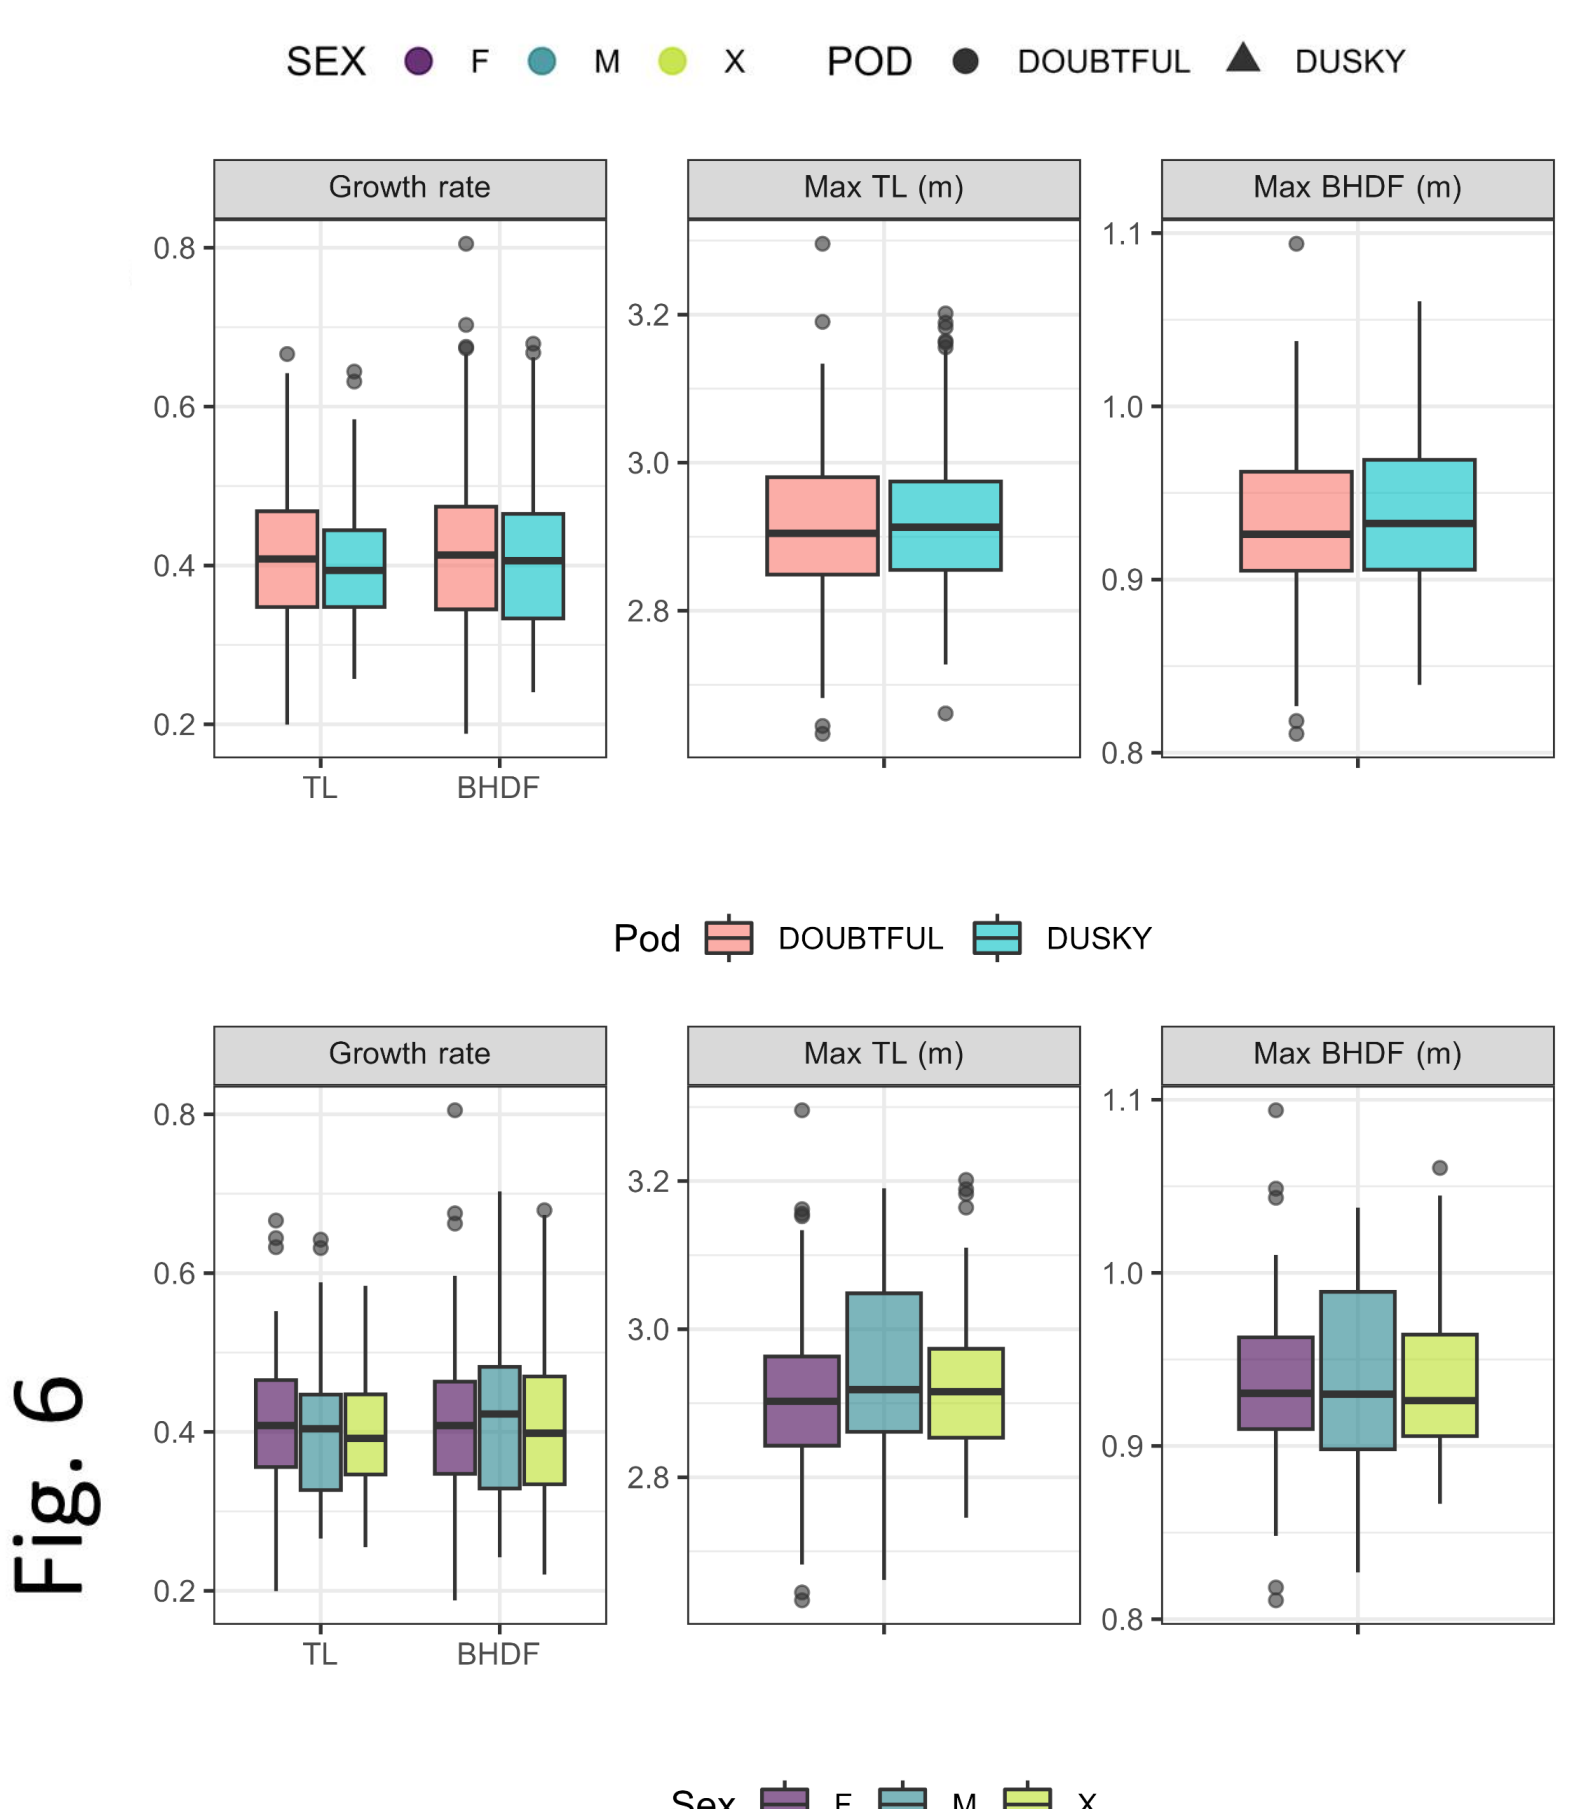 SEX F M X POD DOUBTFUL DUSKY
Growth rate Max TL (m) Max BHDF (m)
0.8 0.6 0.4 0.2
3.2 3.0 2.8
1.1 1.0 0.9 0.8
TL BHDF
Pod DOUBTFUL DUSKY
Growth rate Max TL (m) Max BHDF (m)
0.8 0.6 0.4 0.2
3.2 3.0 2.8
1.1 1.0 0.9 0.8
TL BHDF
Fig. 6
Sex F M X